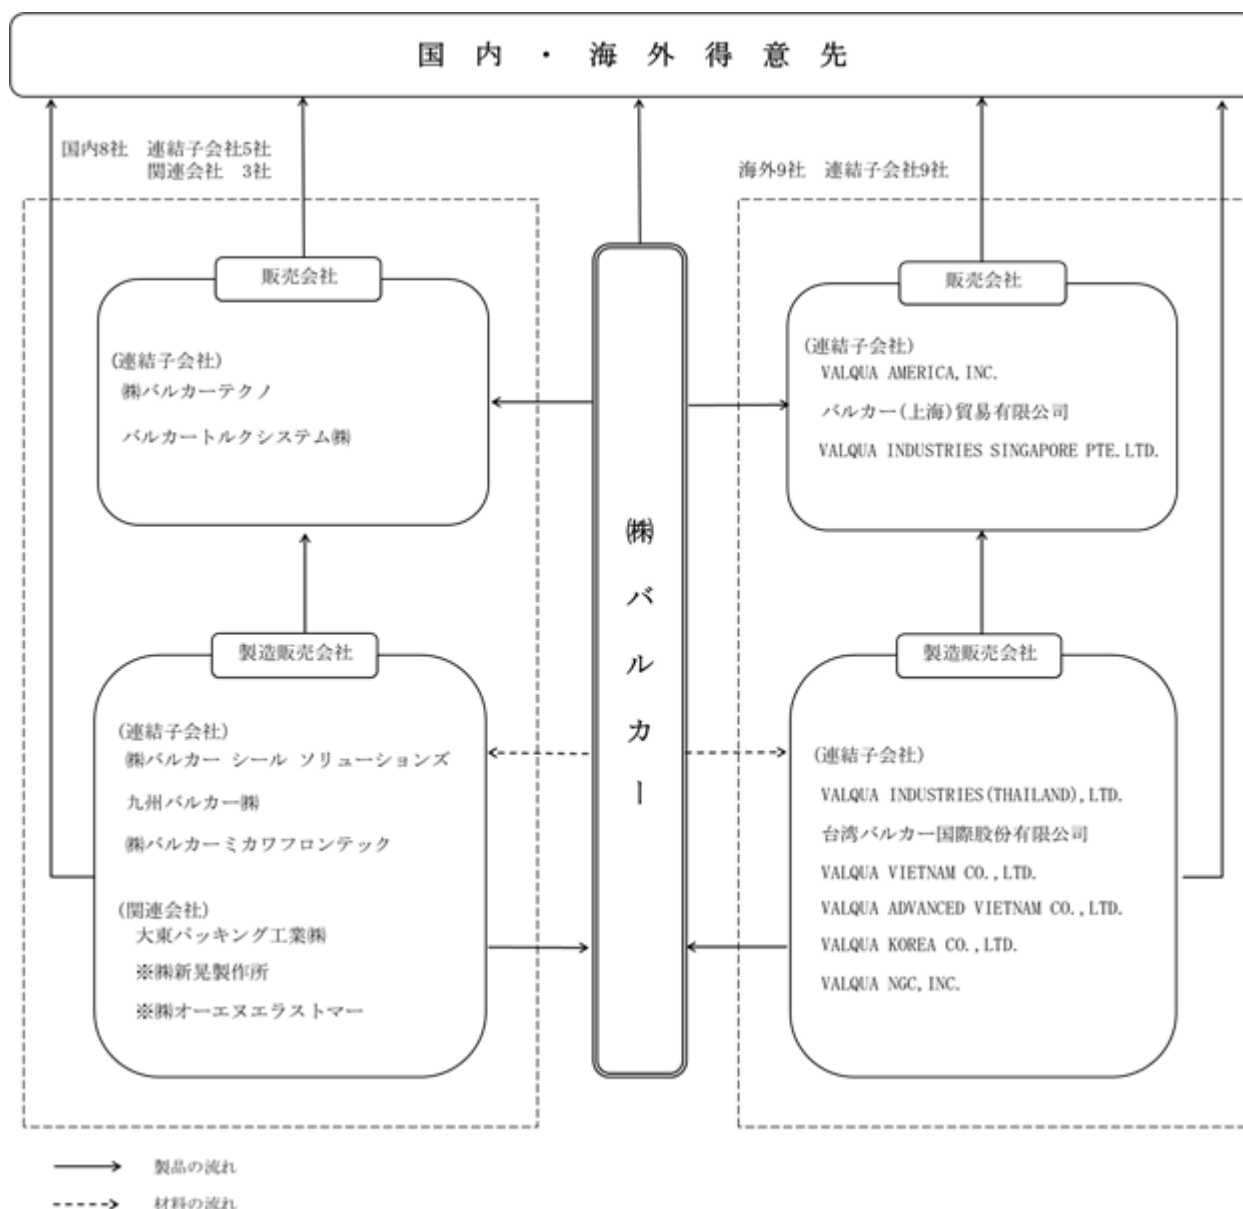 国内・海外得意先
国内8社 連結子会社5社
関連会社 3社
海外9社 連結子会社9社
販売会社
(連結子会社)
㈱バルカーテクノ
バルカートルクシステム㈱
製造販売会社
(連結子会社)
㈱バルカー シール ソリューションズ
九州バルカー㈱
㈱バルカーミカワフロンテック
(関連会社)
大東パッキング工業㈱
※㈱新晃製作所
※㈱オーエヌエラストマー
㈱バルカー
販売会社
(連結子会社)
VALQUA AMERICA,INC.
バルカー(上海)貿易有限公司
VALQUA INDUSTRIES SINGAPORE PTE.LTD.
製造販売会社
(連結子会社)
VALQUA INDUSTRIES(THAILAND),LTD.
台湾バルカー国際股份有限公司
VALQUA VIETNAM CO.,LTD.
VALQUA ADVANCED VIETNAM CO.,LTD.
VALQUA KOREA CO.,LTD.
VALQUA NGC,INC.
製品の流れ
材料の流れ